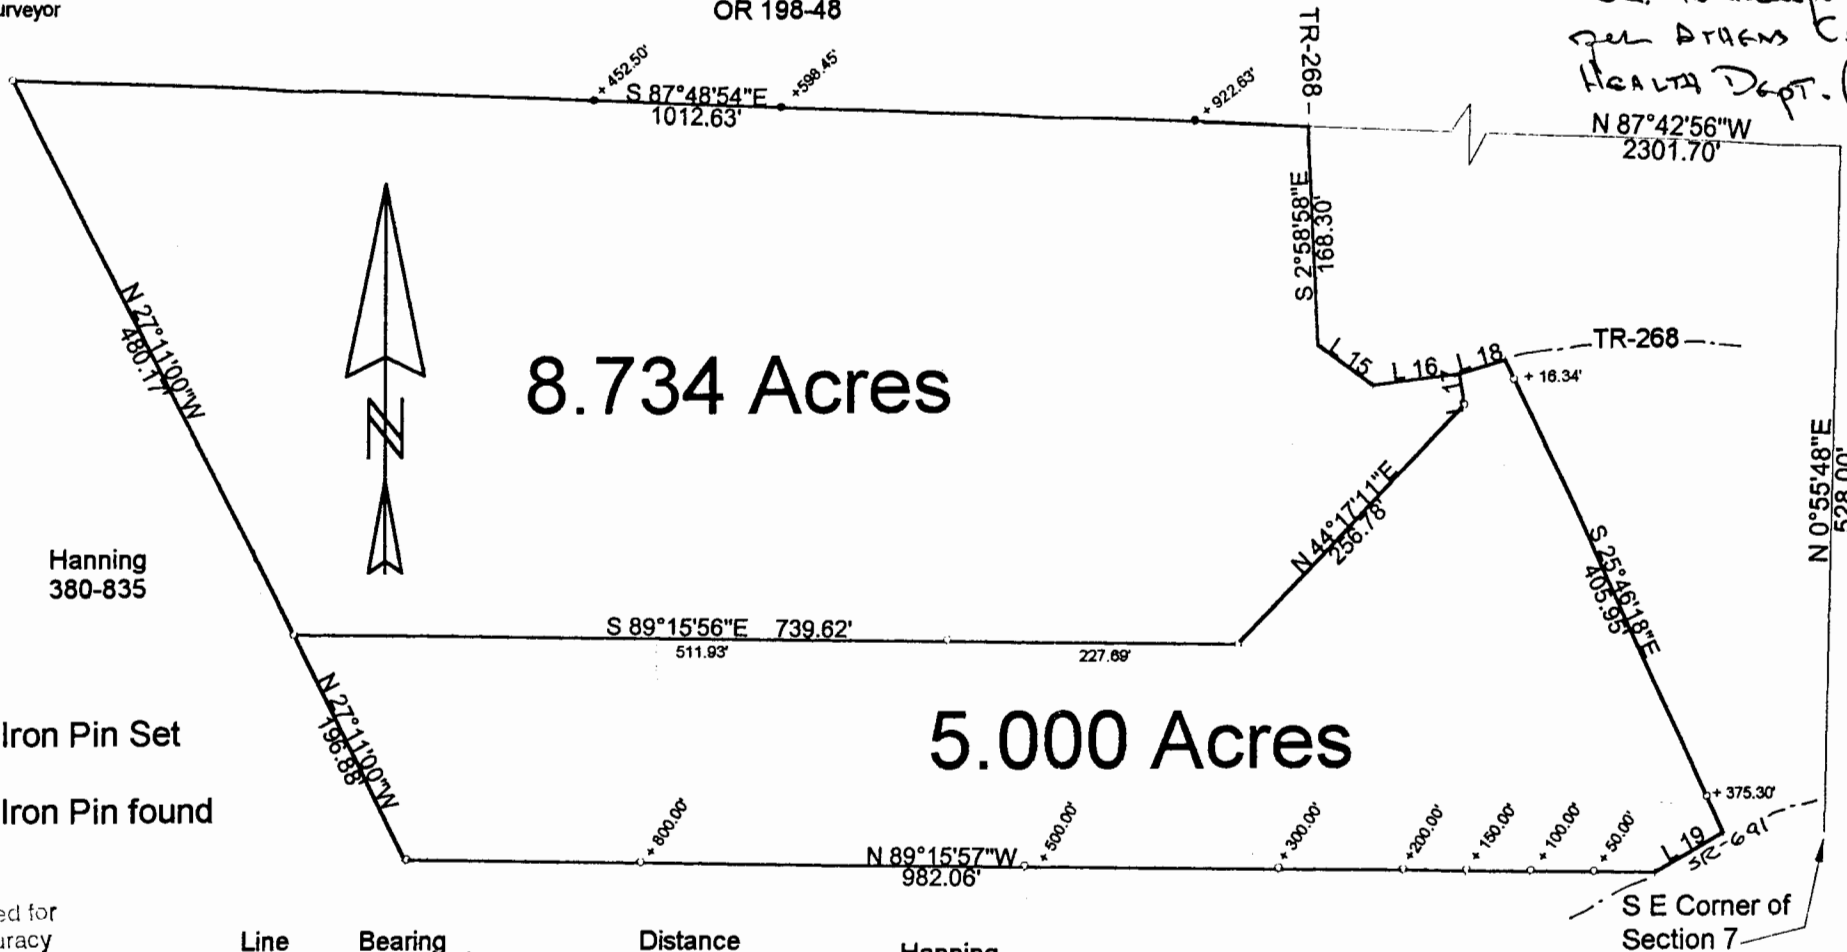 urveyor
OR 198-48
per ATHENS
HEALTH DEPT.
TR-268
+ 452.50'
+598.45'
+ 922.63'
S 87°48'54"E
1012.63'
N 87°42'56"W
2301.70'
S 2°58'58"E
168.30'
N 27°11'00"W
480.17'
8.734 Acres
N
L 15
L 16
L 17
L 18
TR-268
+ 16.34'
N 0°55'48"E
528.00'
N 44°17'11"E
256.78'
S 25°46'18"E
405.95'
Hanning
380-835
S 89°15'56"E 739.62'
511.93'
227.69'
N 27°11'00"W
196.88'
5.000 Acres
Iron Pin Set
Iron Pin found
+ 375.30'
+ 800.00'
+ 500.00'
+ 300.00'
+200.00'
+ 150.00'
+ 100.00'
+ 50.00'
L 19
SR-691
N 89°15'57"W
982.06'
S E Corner of
Section 7
ed for
uracy
Line Bearing Distance
Hanning